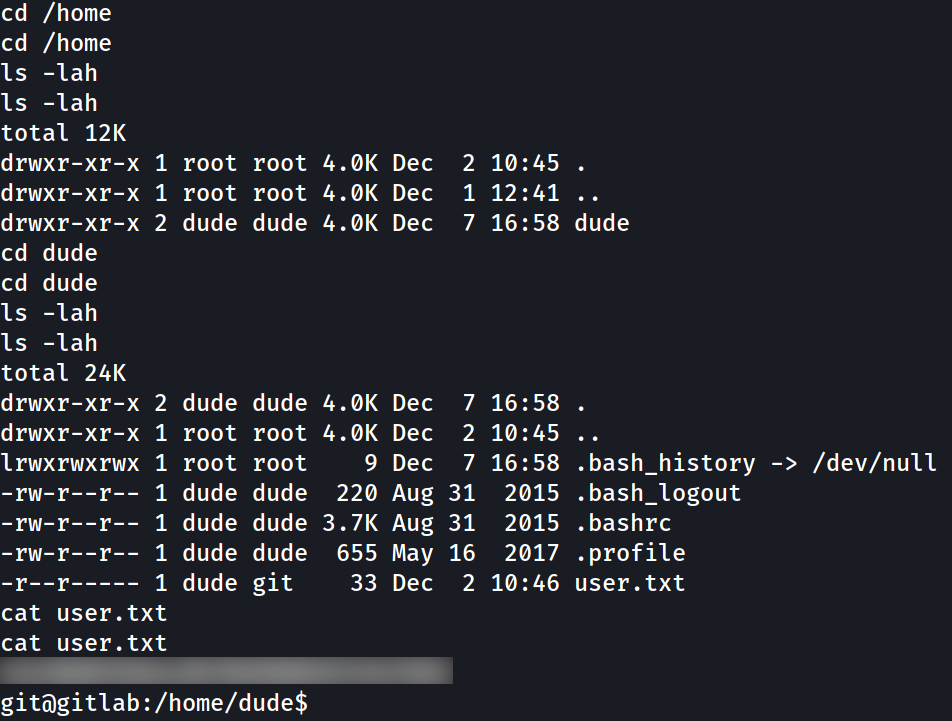 cd /home
cd /home
ls -lah
ls -lah
total 12K
drwxr-xr-x 1 root root 4.0K Dec  2 10:45 .
drwxr-xr-x 1 root root 4.0K Dec  1 12:41 ..
drwxr-xr-x 2 dude dude 4.0K Dec  7 16:58 dude
cd dude
cd dude
ls -lah
ls -lah
total 24K
drwxr-xr-x 2 dude dude 4.0K Dec  7 16:58 .
drwxr-xr-x 1 root root 4.0K Dec  2 10:45 ..
lrwxrwxrwx 1 root root    9 Dec  7 16:58 .bash_history -> /dev/null
-rw-r--r-- 1 dude dude  220 Aug 31  2015 .bash_logout
-rw-r--r-- 1 dude dude 3.7K Aug 31  2015 .bashrc
-rw-r--r-- 1 dude dude  655 May 16  2017 .profile
-r--r----- 1 dude git    33 Dec  2 10:46 user.txt
cat user.txt
cat user.txt
git@gitlab:/home/dude$